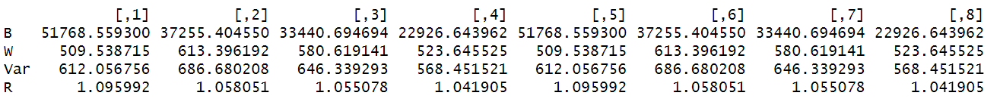 [,1] [,2] [,3] [,4] [,5] [,6] [,7] [,8]
B 51768.559300 37255.404550 33440.694694 22926.643962 51768.559300 37255.404550 33440.694694 22926.643962
W 509.538715 613.396192 580.619141 523.645525 509.538715 613.396192 580.619141 523.645525
Var 612.056756 686.680208 646.339293 568.451521 612.056756 686.680208 646.339293 568.451521
R 1.095992 1.058051 1.055078 1.041905 1.095992 1.058051 1.055078 1.041905